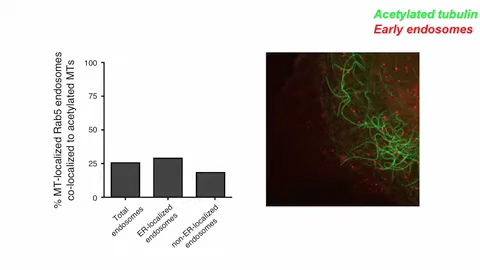 Acetylated tubulin
Early endosomes
% MT-localized Rab5 endosomes
co-localized to acetylated MTs
100
75
50
25
0
Total
endosomes
ER-localized
endosomes
non-ER-localized
endosomes